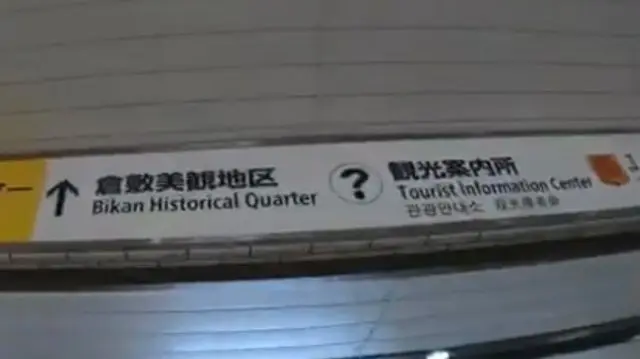 倉敷美観地区
Bikan Historical Quarter
?
観光案内所
Tourist Information Center
관광안내소